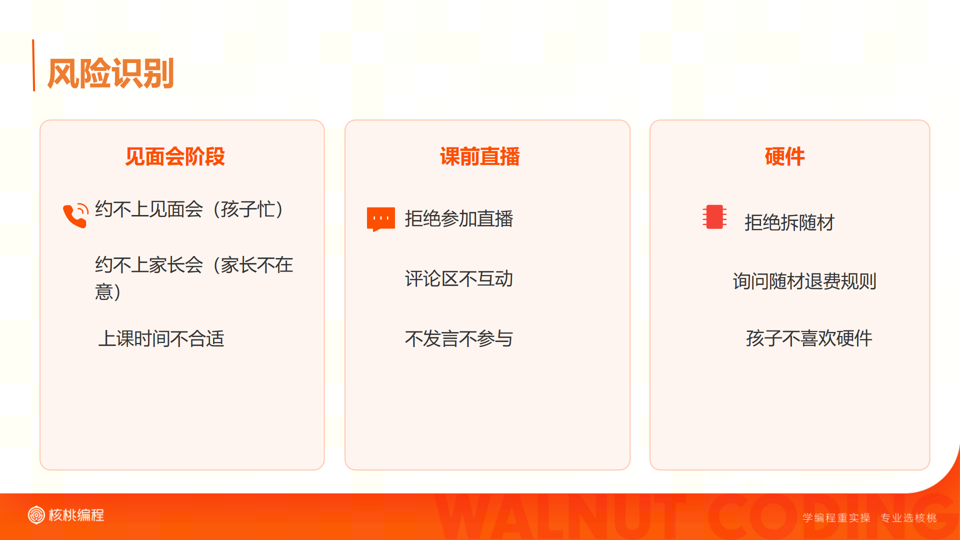 风险识别
见面会阶段
约不上见面会（孩子忙）
约不上家长会（家长不在
意）
上课时间不合适
课前直播
拒绝参加直播
评论区不互动
不发言不参与
硬件
拒绝拆随材
询问随材退费规则
孩子不喜欢硬件
核桃编程
WALNUT CODING
学编程重实操 专业选核桃